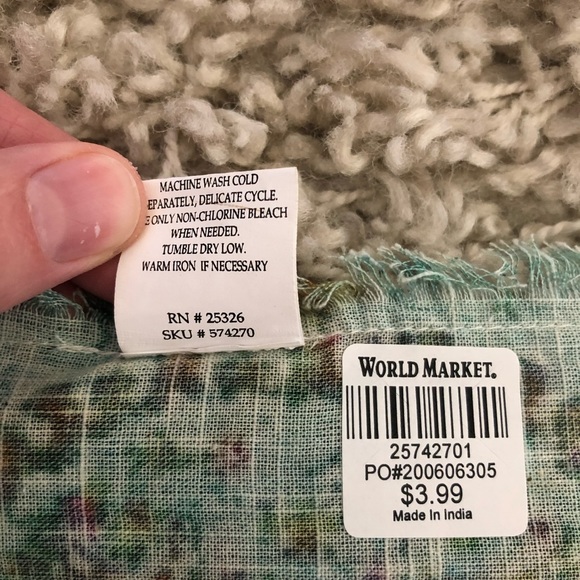 MACHINE WASH COLD
EPARATELY, DELICATE CYCLE.
E ONLY NON-CHLORINE BLEACH
WHEN NEEDED.
TUMBLE DRY LOW.
WARM IRON IF NECESSARY
RN # 25326
SKU # 574270
WORLD MARKET.
25742701
PO#200606305
$3.99
Made In India